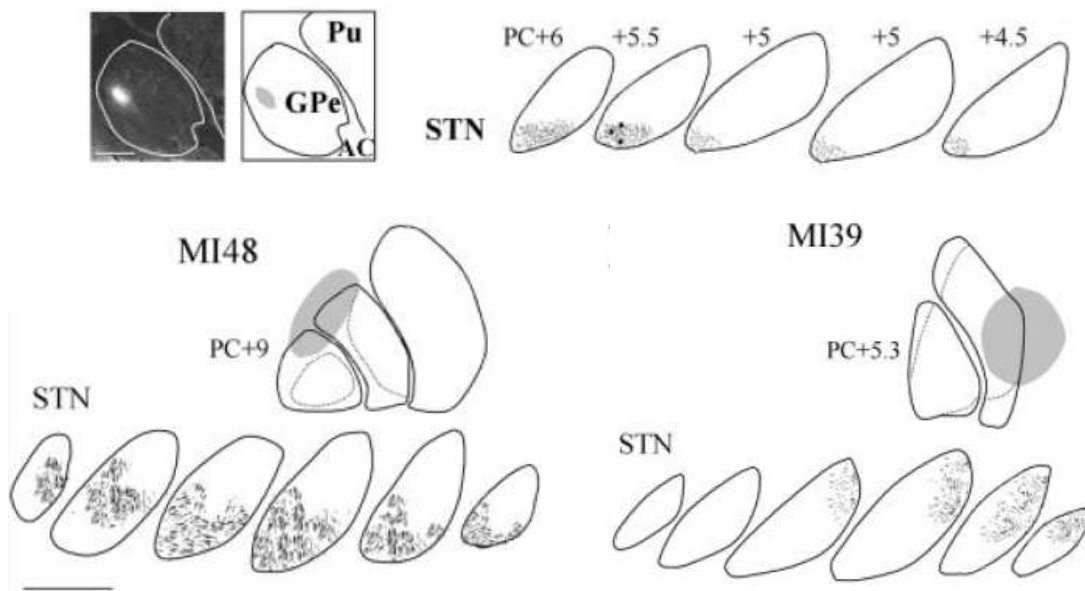 Pu
GPe
AC
PC+6 +5.5 +5 +5 +4.5
STN
MI48
PC+9
STN
MI39
PC+5.3
STN